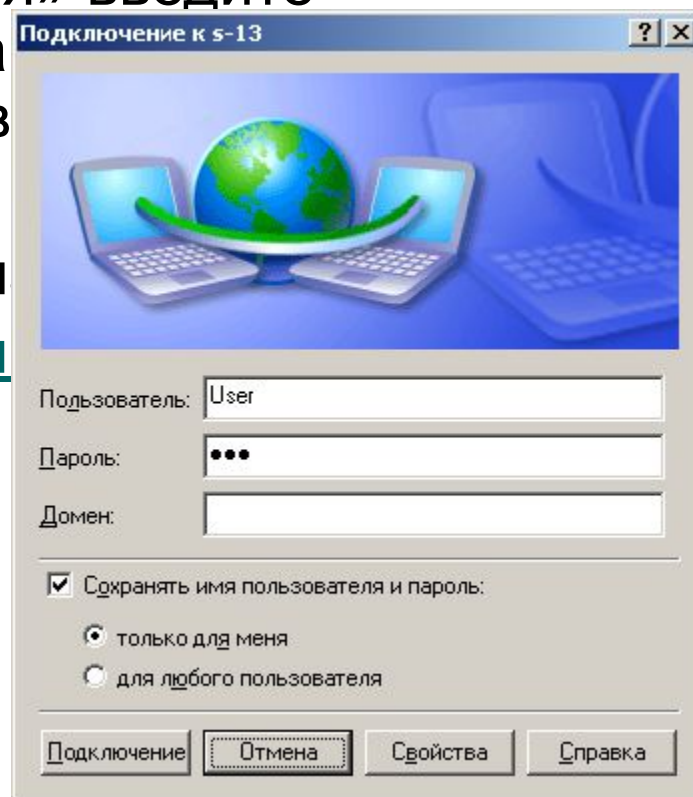 вводите
Подключение к s-13
Пользователь: User
Пароль: •••
Домен:
Сохранять имя пользователя и пароль:
только для меня
для любого пользователя
Подключение Отмена Свойства Справка